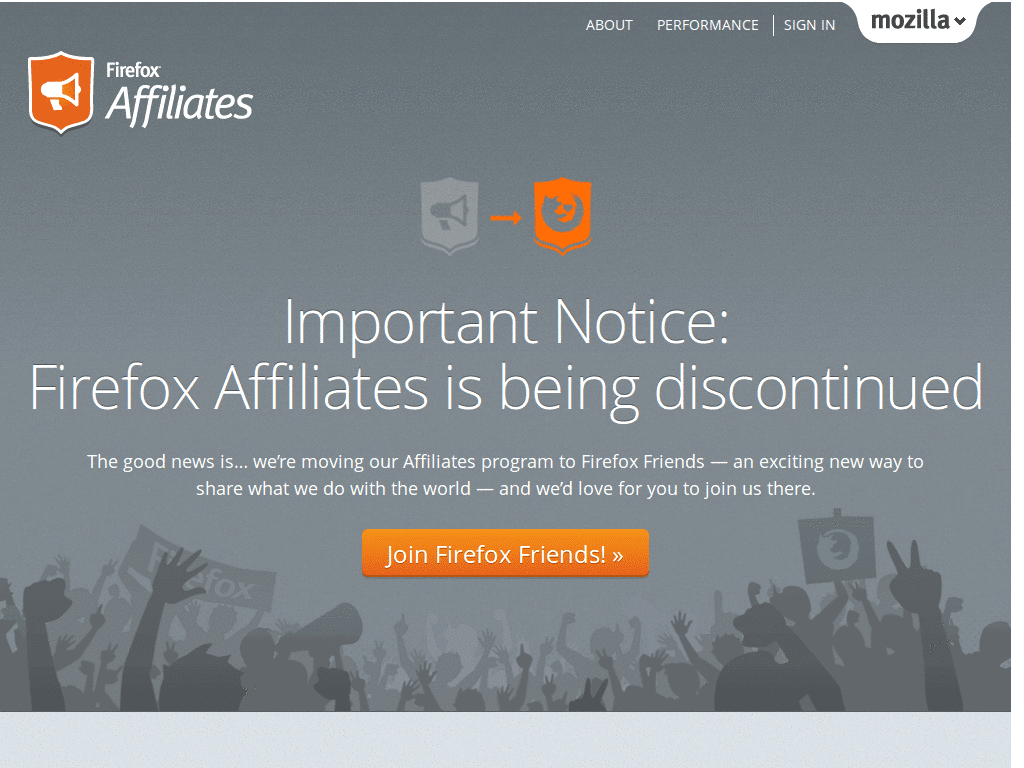 ABOUT PERFORMANCE SIGN IN mozilla
Firefox
Affiliates
Important Notice:
Firefox Affiliates is being discontinued
The good news is... we’re moving our Affiliates program to Firefox Friends — an exciting new way to
share what we do with the world — and we’d love for you to join us there.
Join Firefox Friends! »
Firefox